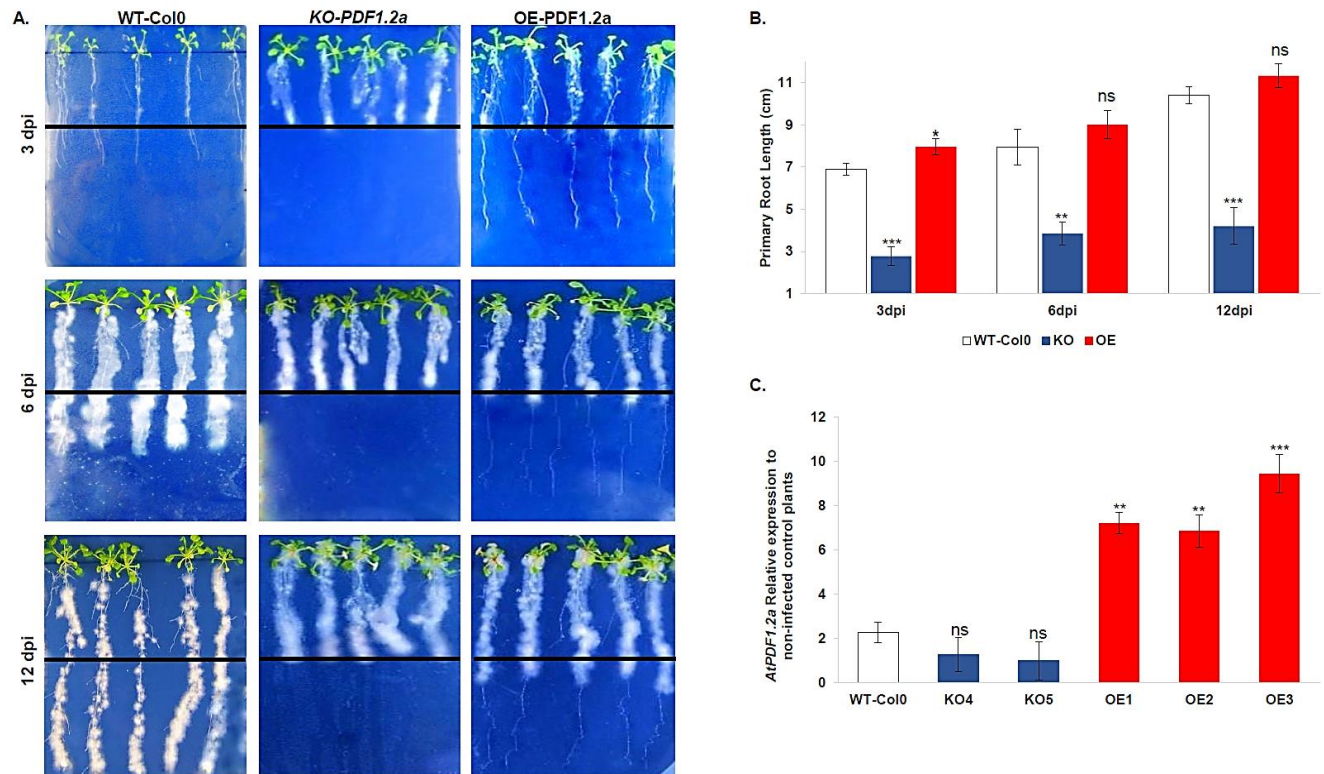 A.
WT-Col0
KO-PDF1.2a
OE-PDF1.2a
3 dpi
6 dpi
12 dpi
B.
Primary Root Length (cm)
11
9
7
5
3
1
***
*
**
ns
***
ns
3dpi
6dpi
12dpi
WT-Col0
KO
OE
C.
AtPDF1.2a Relative expression to
non-infected control plants
12
10
8
6
4
2
0
ns
ns
**
**
***
WT-Col0
KO4
KO5
OE1
OE2
OE3